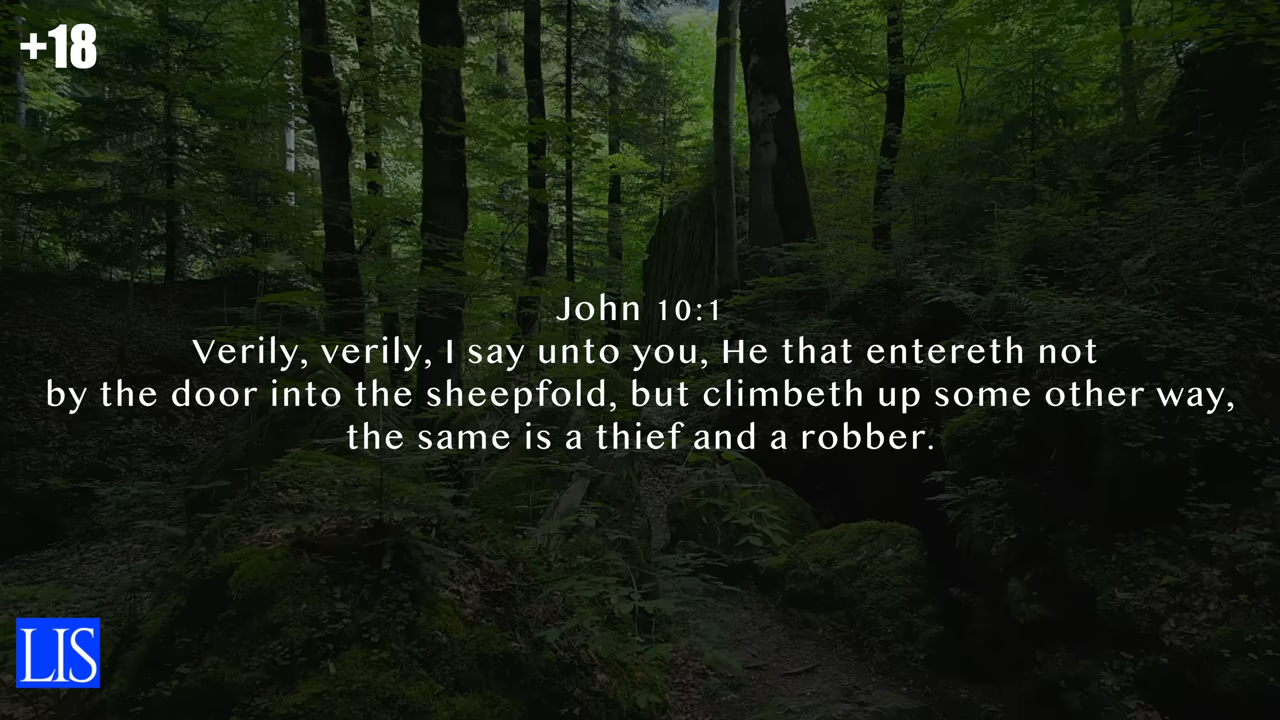 +18
John 10:1
Verily, verily, I say unto you, He that entereth not
by the door into the sheepfold, but climbeth up some other way,
the same is a thief and a robber.
LIS